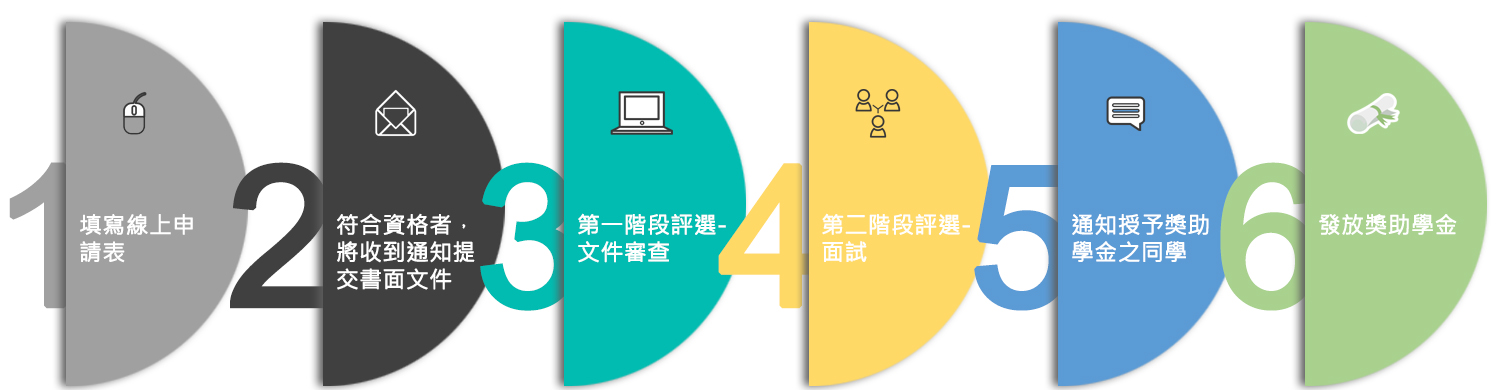 1
填寫線上申
請表
2
符合資格者，
將收到通知提
交書面文件
3
第一階段評選-
文件審查
4
第二階段評選-
面試
5
通知授予獎助
學金之同學
6
發放獎助學金